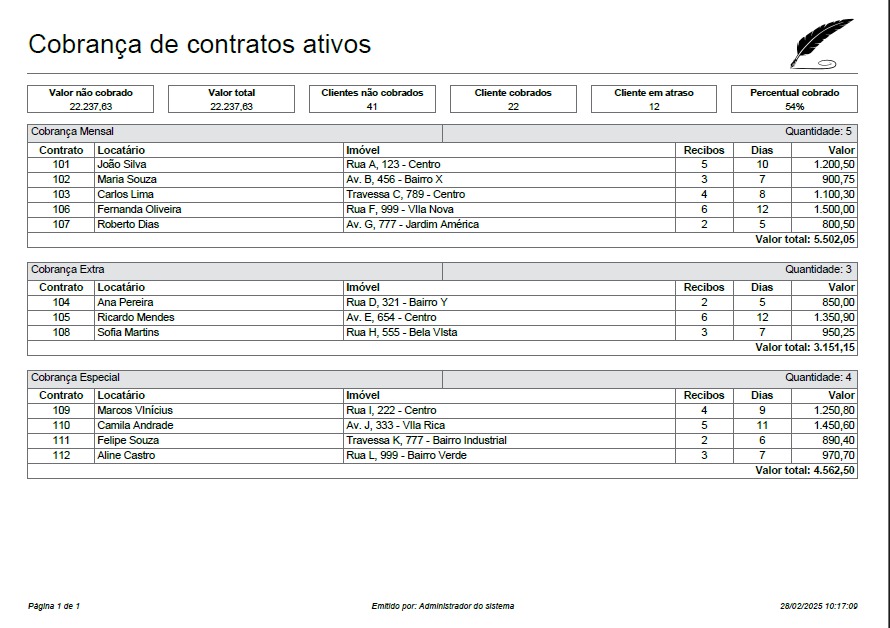 Cobrança de contratos ativos
Valor não cobrado Valor total Clientes não cobrados Cliente cobrados Cliente em atraso Percentual cobrado
22.237,63 22.237,63 41 22 12 54%
Cobrança Mensal Quantidade: 5
Contrato Locatário Imóvel Recibos Dias Valor
101 João Silva Rua A, 123 - Centro 5 10 1.200,50
102 Maria Souza Av. B, 456 - Bairro X 3 7 900,75
103 Carlos Lima Travessa C, 789 - Centro 4 8 1.100,30
106 Fernanda Oliveira Rua F, 999 - VIla Nova 6 12 1.500,00
107 Roberto Dias Av. G, 777 - Jardim América 2 5 800,50
Valor total: 5.502,05
Cobrança Extra Quantidade: 3
Contrato Locatário Imóvel Recibos Dias Valor
104 Ana Pereira Rua D, 321 - Bairro Y 2 5 850,00
105 Ricardo Mendes Av. E, 654 - Centro 6 12 1.350,90
108 Sofia Martins Rua H, 555 - Bela VIsta 3 7 950,25
Valor total: 3.151,15
Cobrança Especial Quantidade: 4
Contrato Locatário Imóvel Recibos Dias Valor
109 Marcos VInícius Rua I, 222 - Centro 4 9 1.250,80
110 Camila Andrade Av. J, 333 - VIla Rica 5 11 1.450,60
111 Felipe Souza Travessa K, 777 - Bairro Industrial 2 6 890,40
112 Aline Castro Rua L, 999 - Bairro Verde 3 7 970,70
Valor total: 4.562,50
Página 1 de 1 Emitido por: Administrador do sistema 28/02/2025 10:17:09